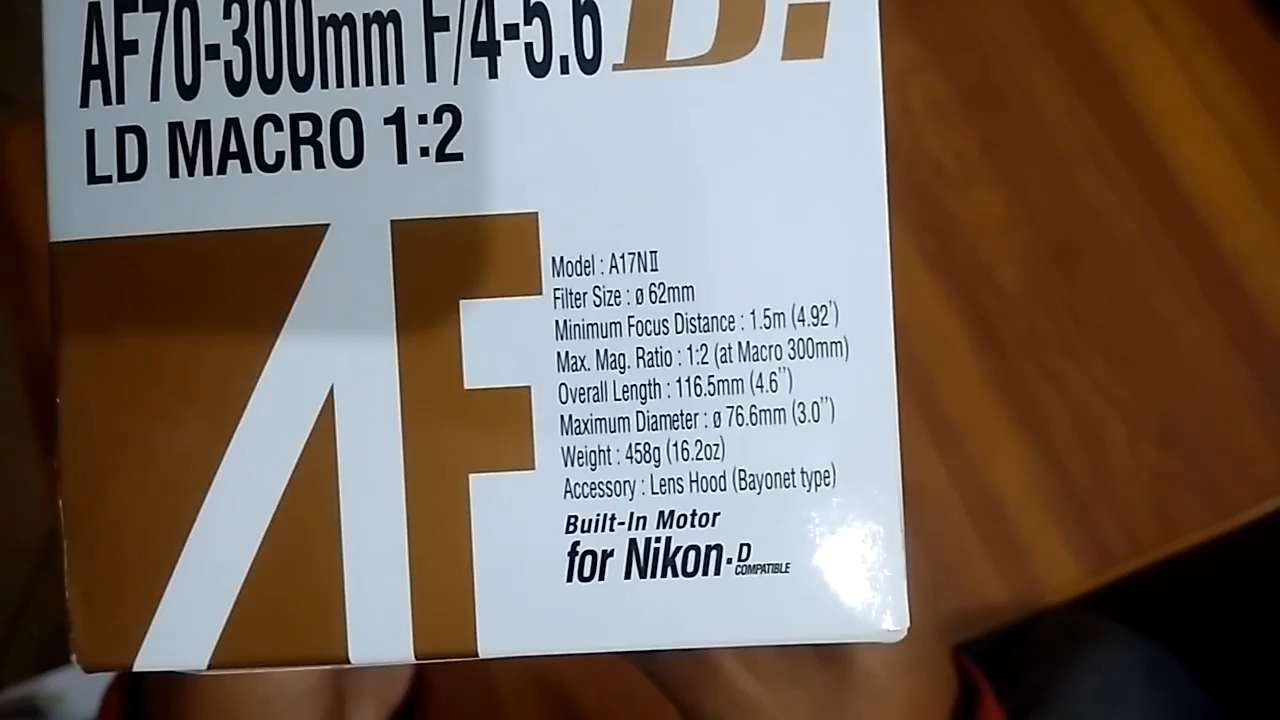 AF70-300mm F/4-5.6 Di
LD MACRO 1:2
AF
Model : A17NⅡ
Filter Size : ø 62mm
Minimum Focus Distance : 1.5m (4.92')
Max. Mag. Ratio : 1:2 (at Macro 300mm)
Overall Length : 116.5mm (4.6'')
Maximum Diameter : ø 76.6mm (3.0'')
Weight : 458g (16.2oz)
Accessory : Lens Hood (Bayonet type)
Built-In Motor
for Nikon-D
COMPATIBLE